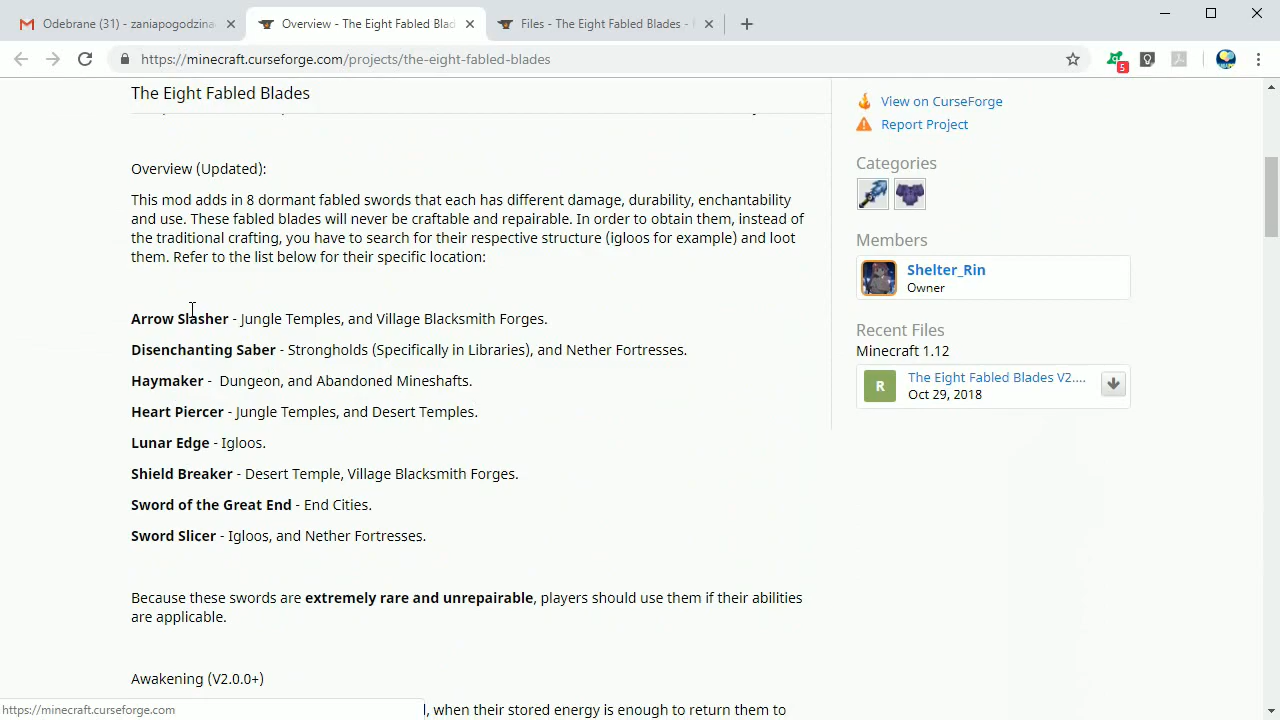 Odebrane (31) - zaniapogodzina
Overview - The Eight Fabled Blad
Files - The Eight Fabled Blades -
https://minecraft.curseforge.com/projects/the-eight-fabled-blades
5
The Eight Fabled Blades
Overview (Updated):
This mod adds in 8 dormant fabled swords that each has different damage, durability, enchantability
and use. These fabled blades will never be craftable and repairable. In order to obtain them, instead of
the traditional crafting, you have to search for their respective structure (igloos for example) and loot
them. Refer to the list below for their specific location:
Arrow Slasher - Jungle Temples, and Village Blacksmith Forges.
Disenchanting Saber - Strongholds (Specifically in Libraries), and Nether Fortresses.
Haymaker - Dungeon, and Abandoned Mineshafts.
Heart Piercer - Jungle Temples, and Desert Temples.
Lunar Edge - Igloos.
Shield Breaker - Desert Temple, Village Blacksmith Forges.
Sword of the Great End - End Cities.
Sword Slicer - Igloos, and Nether Fortresses.
Because these swords are extremely rare and unrepairable, players should use them if their abilities
are applicable.
Awakening (V2.0.0+)
, when their stored energy is enough to return them to
https://minecraft.curseforge.com
View on CurseForge
Report Project
Categories
Members
Shelter_Rin
Owner
Recent Files
Minecraft 1.12
R
The Eight Fabled Blades V2....
Oct 29, 2018